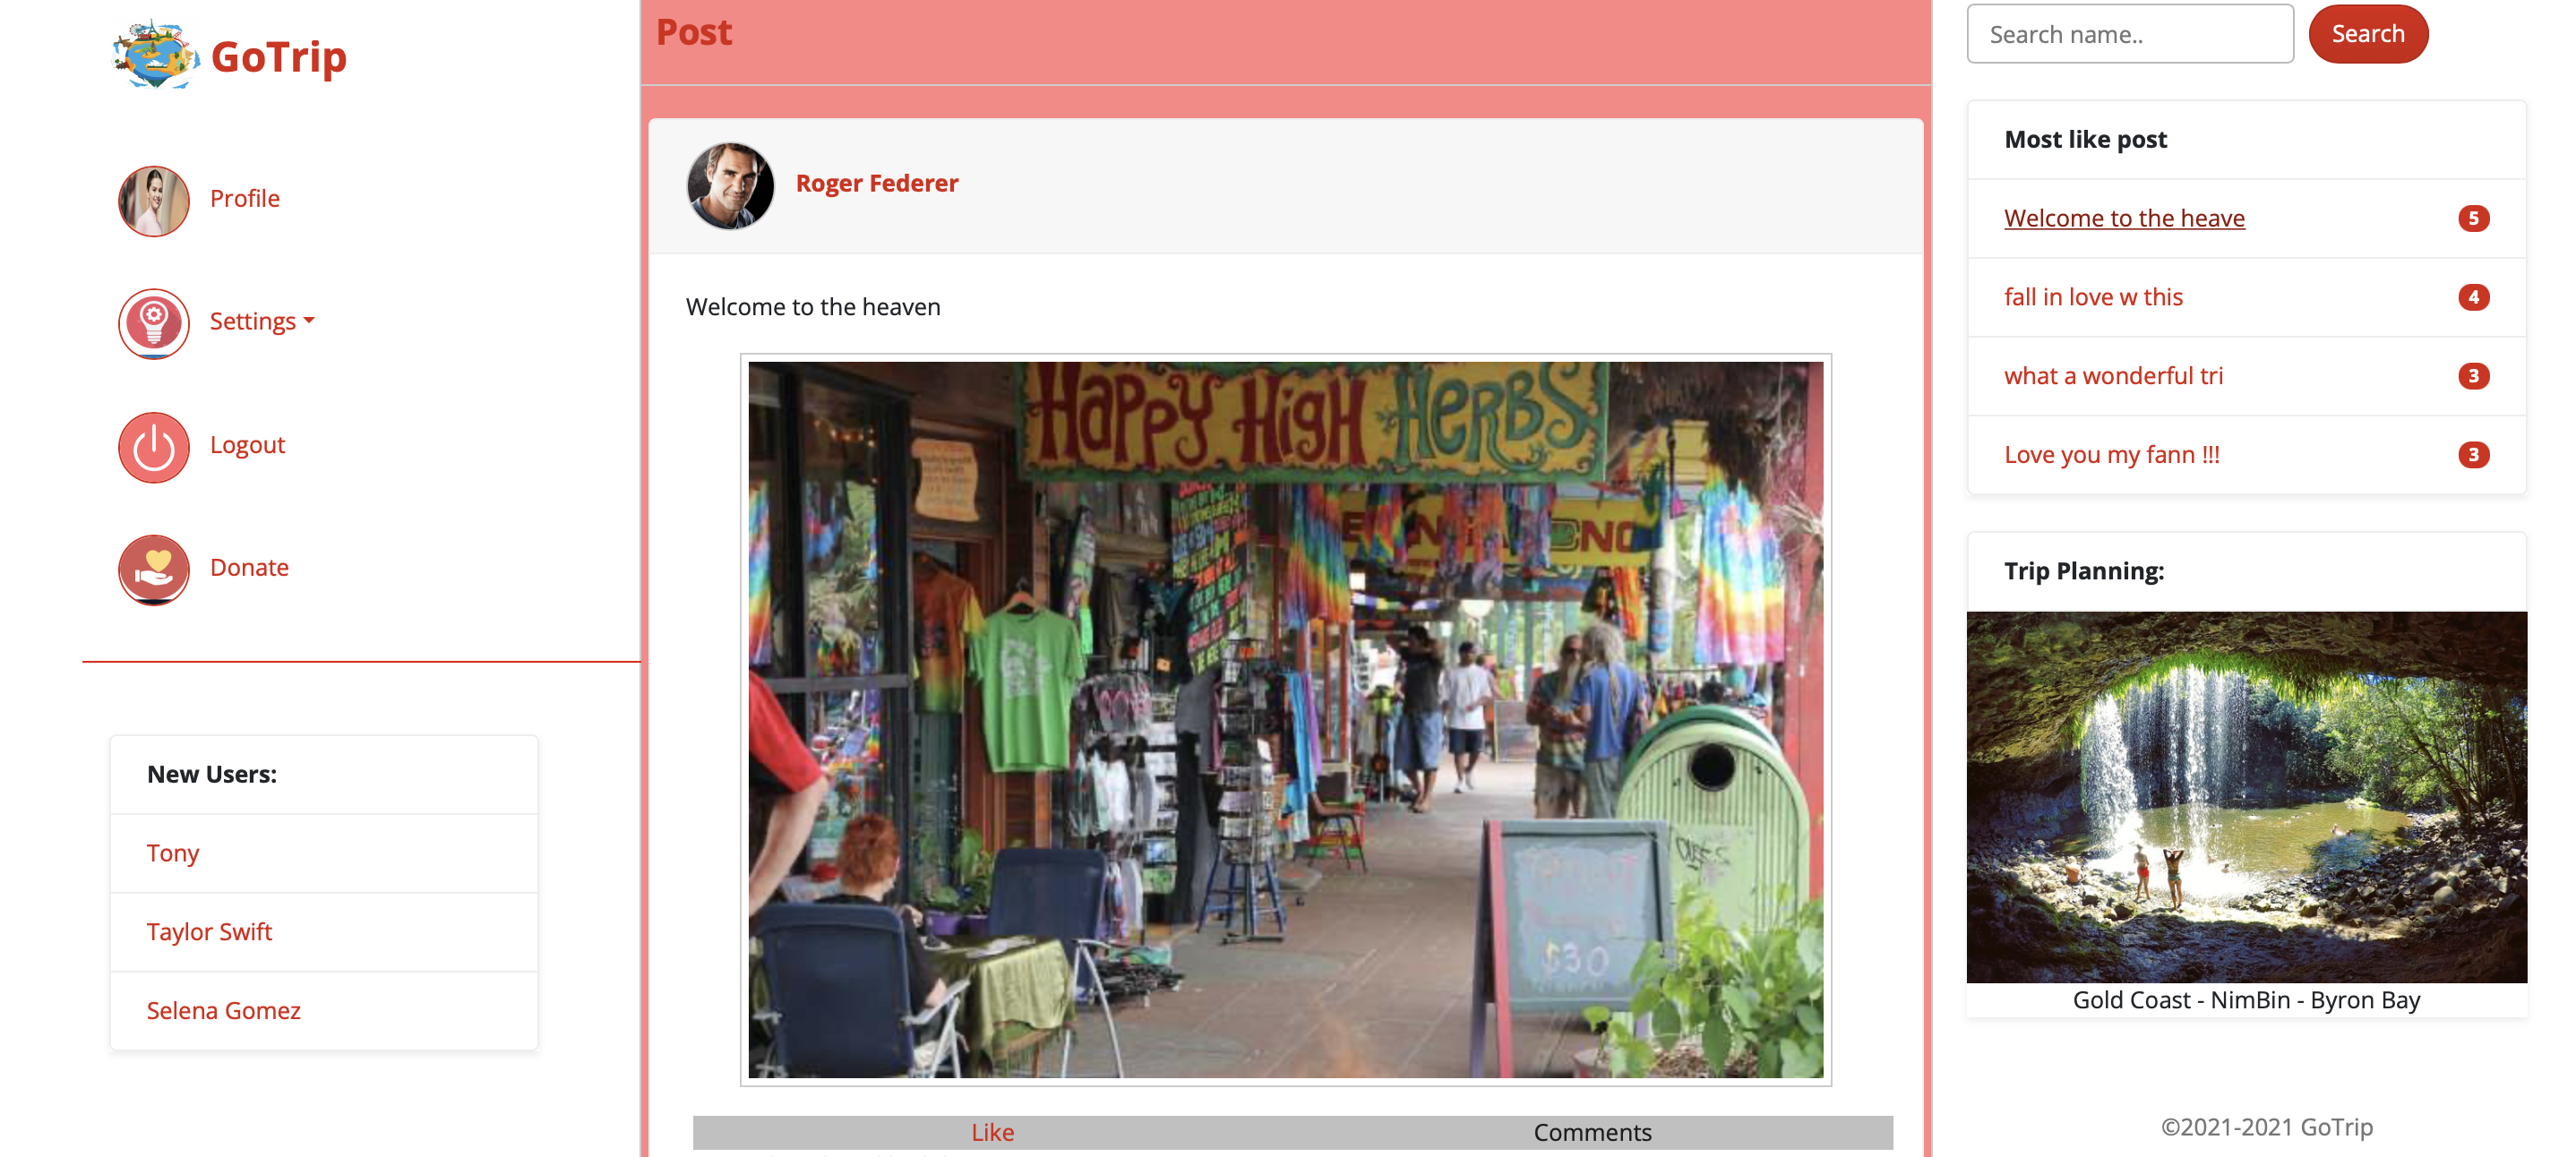 GoTrip
Profile
Settings
Logout
Donate
New Users:
Tony
Taylor Swift
Selena Gomez
Post
Roger Federer
Welcome to the heaven
HAPPY HIGH HERBS
$30
Like
Comments
Search name..
Search
Most like post
Welcome to the heave 5
fall in love w this 4
what a wonderful tri 3
Love you my fann !!! 3
Trip Planning:
Gold Coast - NimBin - Byron Bay
©2021-2021 GoTrip